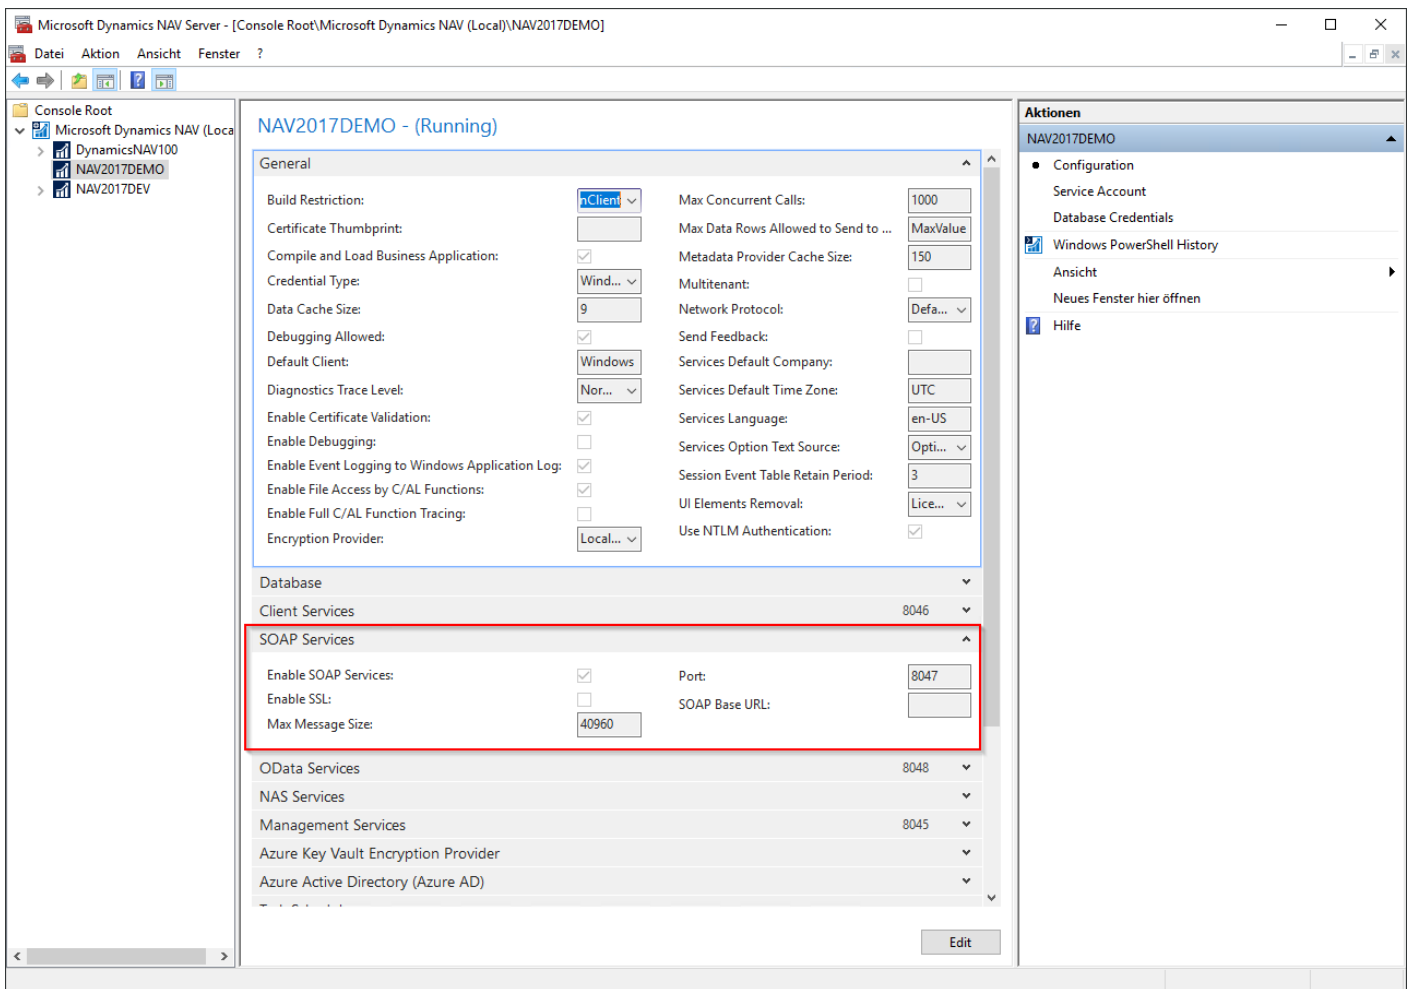 Microsoft Dynamics NAV Server - [Console Root\Microsoft Dynamics NAV (Local)\NAV2017DEMO]
Datei Aktion Ansicht Fenster ?
Console Root
Microsoft Dynamics NAV (Loca
DynamicsNAV100
NAV2017DEMO
NAV2017DEV
NAV2017DEMO - (Running)
General
Build Restriction: nClient
Certificate Thumbprint:
Compile and Load Business Application:
Credential Type: Wind...
Data Cache Size: 9
Debugging Allowed:
Default Client: Windows
Diagnostics Trace Level: Nor...
Enable Certificate Validation:
Enable Debugging:
Enable Event Logging to Windows Application Log:
Enable File Access by C/AL Functions:
Enable Full C/AL Function Tracing:
Encryption Provider: Local...
Max Concurrent Calls: 1000
Max Data Rows Allowed to Send to ... MaxValue
Metadata Provider Cache Size: 150
Multitenant:
Network Protocol: Defa...
Send Feedback:
Services Default Company:
Services Default Time Zone: UTC
Services Language: en-US
Services Option Text Source: Opti...
Session Event Table Retain Period: 3
UI Elements Removal: Lice...
Use NTLM Authentication:
Database
Client Services 8046
SOAP Services
Enable SOAP Services:
Enable SSL:
Max Message Size: 40960
Port: 8047
SOAP Base URL:
OData Services 8048
NAS Services
Management Services 8045
Azure Key Vault Encryption Provider
Azure Active Directory (Azure AD)
Edit
Aktionen
NAV2017DEMO
Configuration
Service Account
Database Credentials
Windows PowerShell History
Ansicht
Neues Fenster hier öffnen
Hilfe